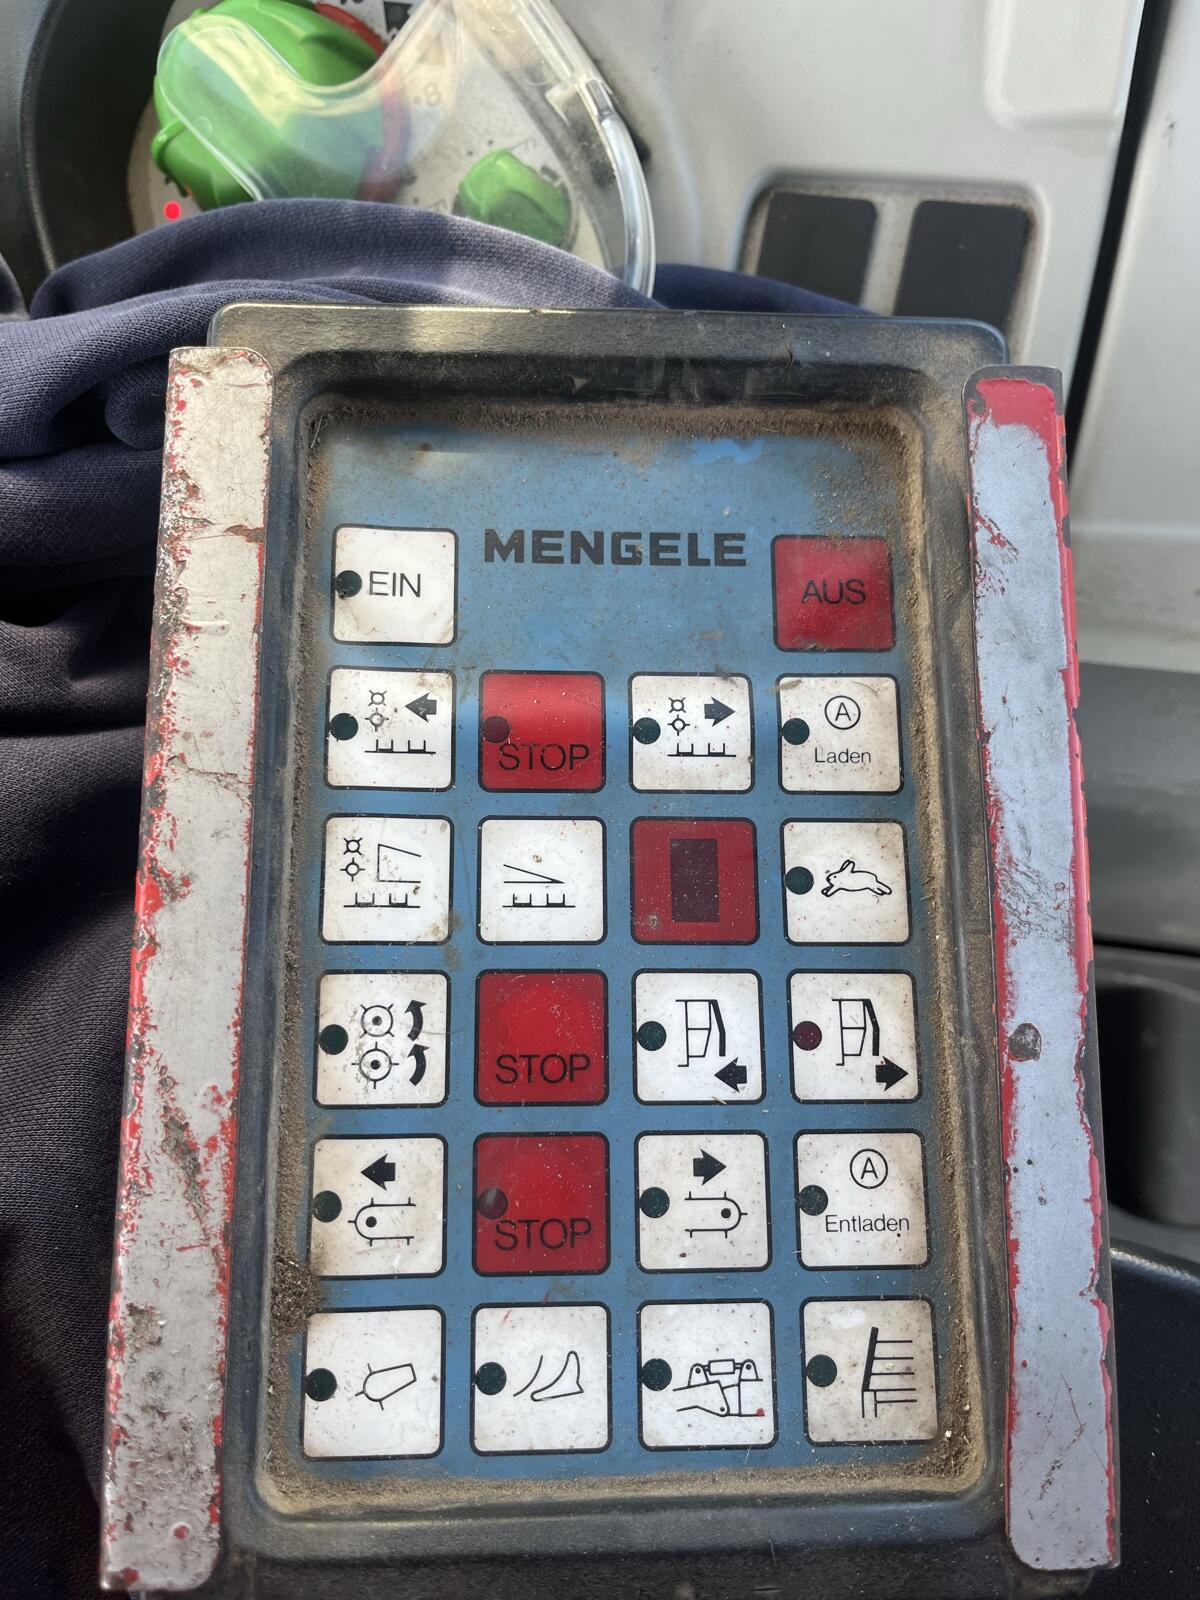 MENGELE
EIN
AUS
STOP
A
Laden
STOP
A
STOP
Entladen